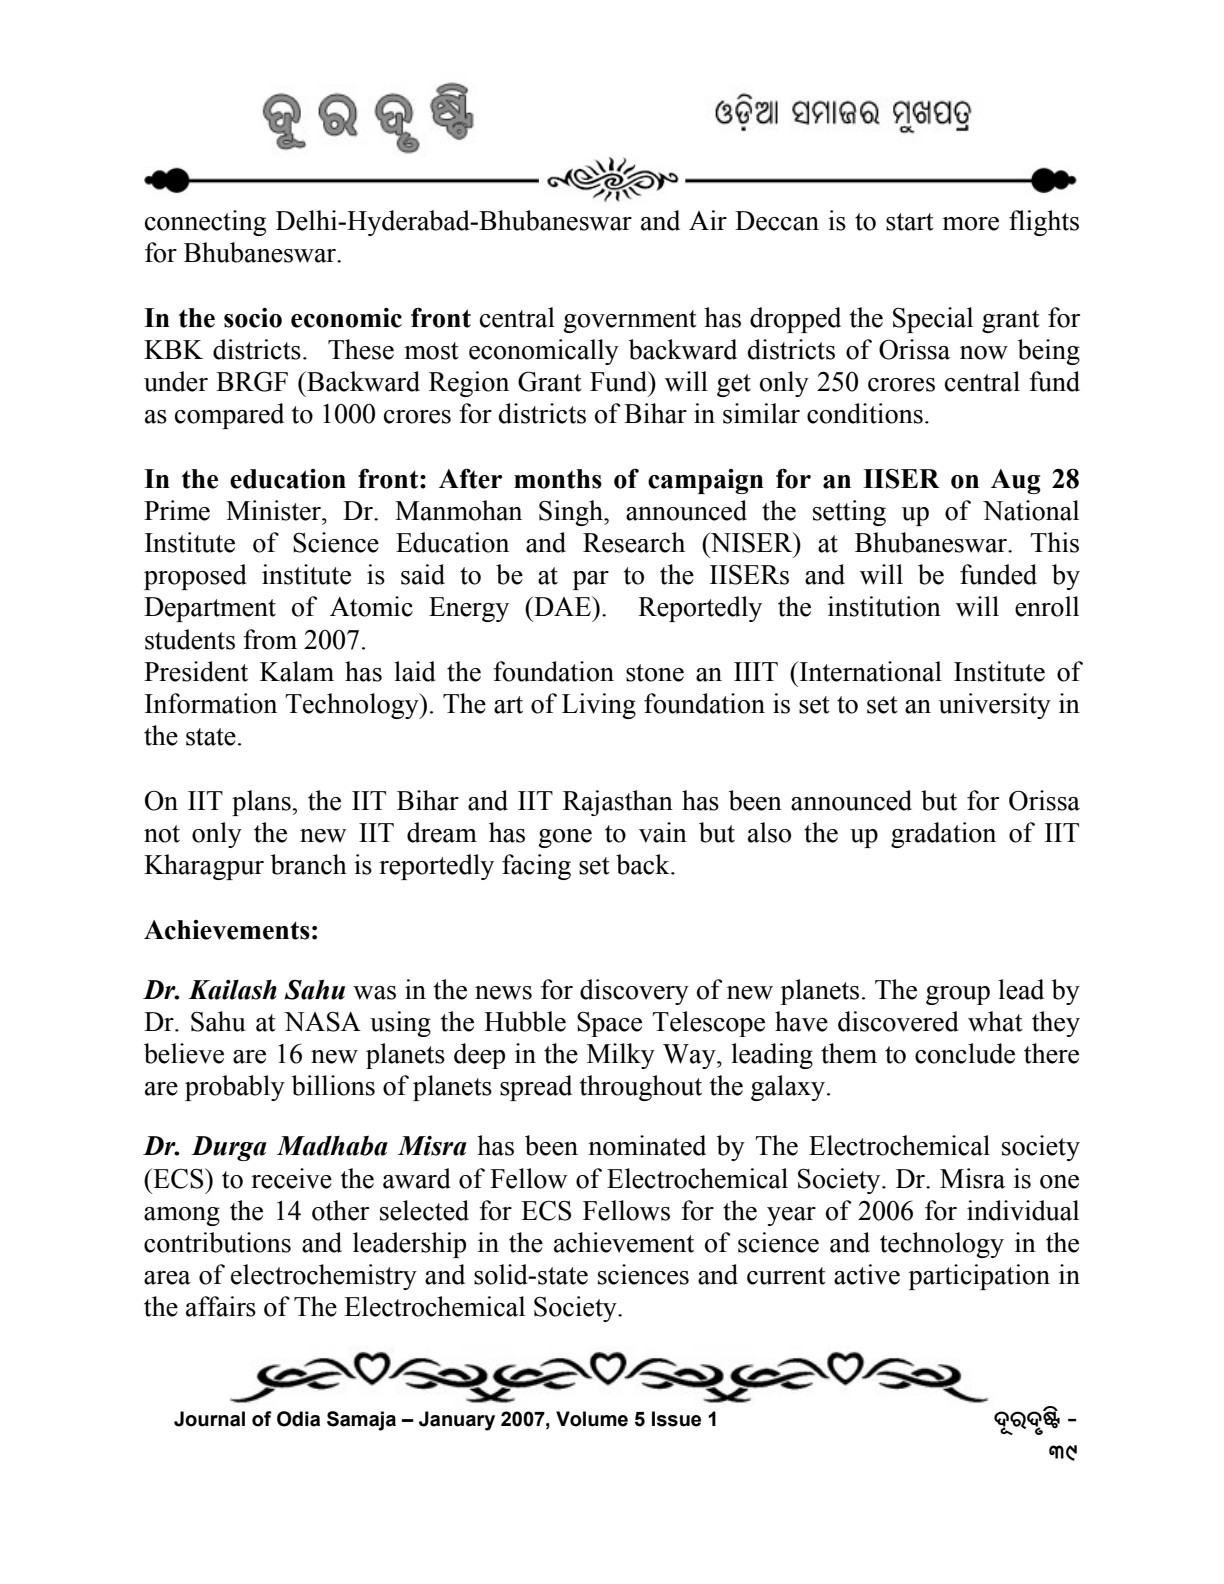 ଦୂରଦୃଷ୍ଟି
ଓଡ଼ିଆ ସମାଜର ମୁଖପତ୍ର
connecting Delhi-Hyderabad-Bhubaneswar and Air Deccan is to start more flights
for Bhubaneswar.
In the socio economic front central government has dropped the Special grant for
KBK districts. These most economically backward districts of Orissa now being
under BRGF (Backward Region Grant Fund) will get only 250 crores central fund
as compared to 1000 crores for districts of Bihar in similar conditions.
In the education front: After months of campaign for an IISER on Aug 28
Prime Minister, Dr. Manmohan Singh, announced the setting up of National
Institute of Science Education and Research (NISER) at Bhubaneswar. This
proposed institute is said to be at par to the IISERs and will be funded by
Department of Atomic Energy (DAE). Reportedly the institution will enroll
students from 2007.
President Kalam has laid the foundation stone an IIIT (International Institute of
Information Technology). The art of Living foundation is set to set an university in
the state.
On IIT plans, the IIT Bihar and IIT Rajasthan has been announced but for Orissa
not only the new IIT dream has gone to vain but also the up gradation of IIT
Kharagpur branch is reportedly facing set back.
Achievements:
Dr. Kailash Sahu was in the news for discovery of new planets. The group lead by
Dr. Sahu at NASA using the Hubble Space Telescope have discovered what they
believe are 16 new planets deep in the Milky Way, leading them to conclude there
are probably billions of planets spread throughout the galaxy.
Dr. Durga Madhaba Misra has been nominated by The Electrochemical society
(ECS) to receive the award of Fellow of Electrochemical Society. Dr. Misra is one
among the 14 other selected for ECS Fellows for the year of 2006 for individual
contributions and leadership in the achievement of science and technology in the
area of electrochemistry and solid-state sciences and current active participation in
the affairs of The Electrochemical Society.
Journal of Odia Samaja – January 2007, Volume 5 Issue 1
ଦୂରଦୃଷ୍ଟି -
୩୯